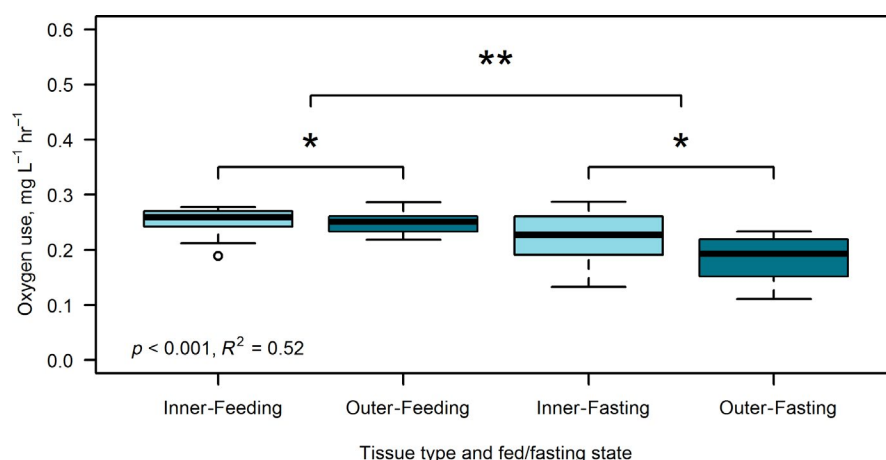 **
*
*
0.6
0.5
0.4
0.3
0.2
0.1
0.0
Oxygen use, mg L⁻¹ hr⁻¹
p < 0.001, R² = 0.52
Inner-Feeding Outer-Feeding Inner-Fasting Outer-Fasting
Tissue type and fed/fasting state